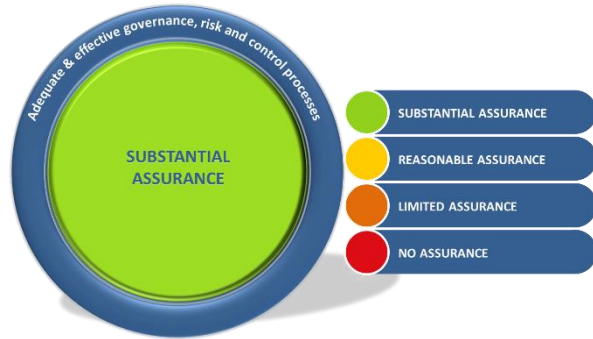 Adequate & effective governance, risk and control processes
SUBSTANTIAL
ASSURANCE
SUBSTANTIAL ASSURANCE
REASONABLE ASSURANCE
LIMITED ASSURANCE
NO ASSURANCE